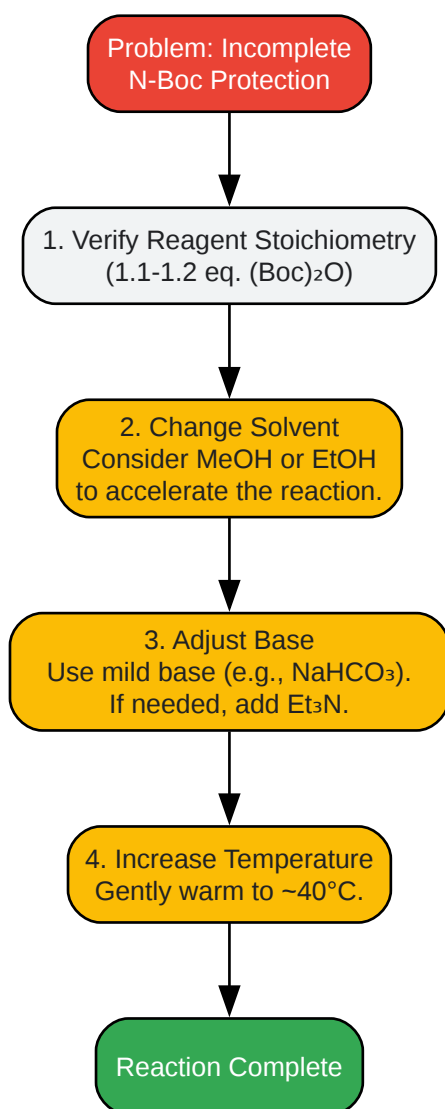 Problem: Incomplete
N-Boc Protection
1. Verify Reagent Stoichiometry
(1.1-1.2 eq. (Boc)₂O)
2. Change Solvent
Consider MeOH or EtOH
to accelerate the reaction.
3. Adjust Base
Use mild base (e.g., NaHCO₃).
If needed, add Et₃N.
4. Increase Temperature
Gently warm to ~40°C.
Reaction Complete